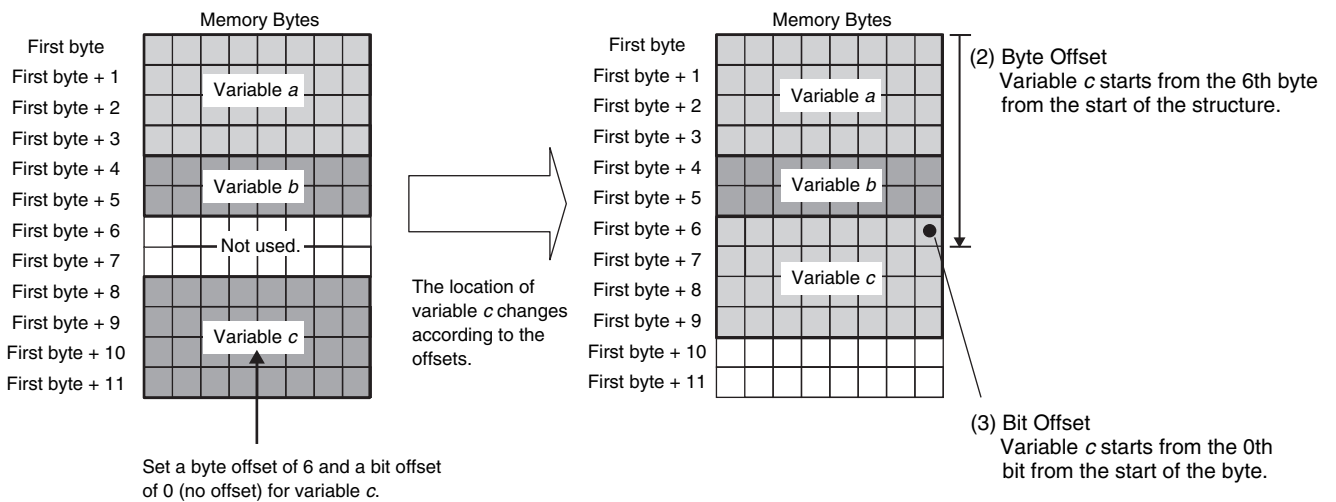 Memory Bytes
First byte
First byte + 1
First byte + 2
First byte + 3
First byte + 4
First byte + 5
First byte + 6
First byte + 7
First byte + 8
First byte + 9
First byte + 10
First byte + 11
Variable a
Variable b
Not used.
Variable c
Set a byte offset of 6 and a bit offset
of 0 (no offset) for variable c.
The location of
variable c changes
according to the
offsets.
Memory Bytes
First byte
First byte + 1
First byte + 2
First byte + 3
First byte + 4
First byte + 5
First byte + 6
First byte + 7
First byte + 8
First byte + 9
First byte + 10
First byte + 11
Variable a
Variable b
Variable c
(2) Byte Offset
Variable c starts from the 6th byte
from the start of the structure.
(3) Bit Offset
Variable c starts from the 0th
bit from the start of the byte.